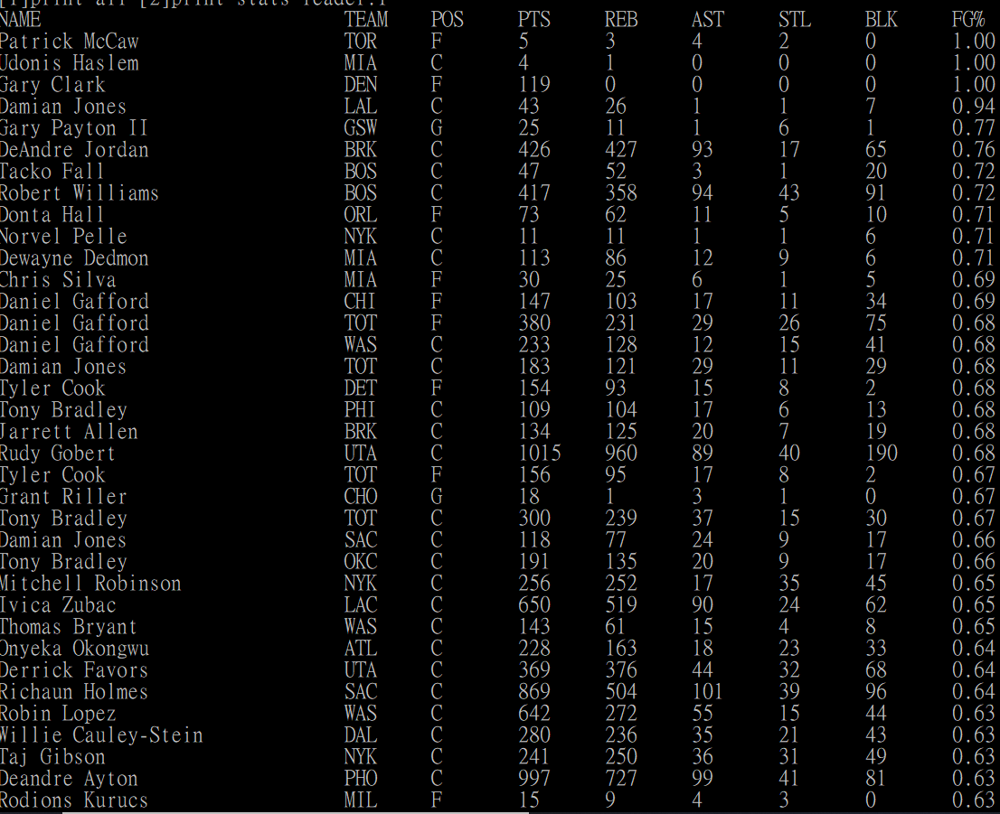 [1]print all [2]print stats leader:1
NAME TEAM POS PTS REB AST STL BLK FG%
Patrick McCaw TOR F 5 3 4 2 0 1.00
Udonis Haslem MIA C 4 1 0 0 0 1.00
Gary Clark DEN F 119 0 0 0 0 1.00
Damian Jones LAL C 43 26 1 1 7 0.94
Gary Payton II GSW G 25 11 1 6 1 0.77
DeAndre Jordan BRK C 426 427 93 17 65 0.76
Tacko Fall BOS C 47 52 3 1 20 0.72
Robert Williams BOS C 417 358 94 43 91 0.72
Donta Hall ORL F 73 62 11 5 10 0.71
Norvel Pelle NYK C 11 11 1 1 6 0.71
Dewayne Dedmon MIA C 113 86 12 9 6 0.71
Chris Silva MIA F 30 25 6 1 5 0.69
Daniel Gafford CHI F 147 103 17 11 34 0.69
Daniel Gafford TOT F 380 231 29 26 75 0.68
Daniel Gafford WAS C 233 128 12 15 41 0.68
Damian Jones TOT C 183 121 29 11 29 0.68
Tyler Cook DET F 154 93 15 8 2 0.68
Tony Bradley PHI C 109 104 17 6 13 0.68
Jarrett Allen BRK C 134 125 20 7 19 0.68
Rudy Gobert UTA C 1015 960 89 40 190 0.68
Tyler Cook TOT F 156 95 17 8 2 0.67
Grant Riller CHO G 18 1 3 1 0 0.67
Tony Bradley TOT C 300 239 37 15 30 0.67
Damian Jones SAC C 118 77 24 9 17 0.66
Tony Bradley OKC C 191 135 20 9 17 0.66
Mitchell Robinson NYK C 256 252 17 35 45 0.65
Ivica Zubac LAC C 650 519 90 24 62 0.65
Thomas Bryant WAS C 143 61 15 4 8 0.65
Onyeka Okongwu ATL C 228 163 18 23 33 0.64
Derrick Favors UTA C 369 376 44 32 68 0.64
Richaun Holmes SAC C 869 504 101 39 96 0.64
Robin Lopez WAS C 642 272 55 15 44 0.63
Willie Cauley-Stein DAL C 280 236 35 21 43 0.63
Taj Gibson NYK C 241 250 36 31 49 0.63
Deandre Ayton PHO C 997 727 99 41 81 0.63
Rodions Kurucs MIL F 15 9 4 3 0 0.63